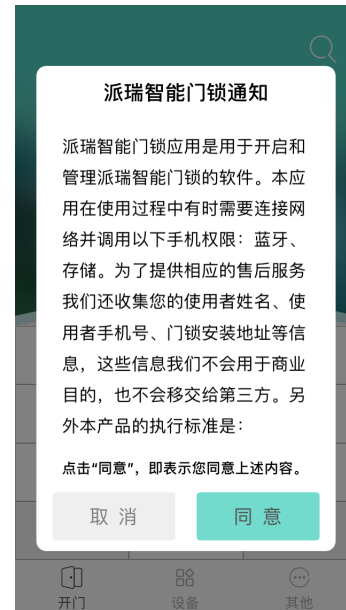 派瑞智能门锁通知
派瑞智能门锁应用是用于开启和
管理派瑞智能门锁的软件。本应
用在使用过程中有时需要连接网
络并调用以下手机权限：蓝牙、
存储。为了提供相应的售后服务
我们还收集您的使用者姓名、使
用者手机号、门锁安装地址等信
息，这些信息我们不会用于商业
目的，也不会移交给第三方。另
外本产品的执行标准是：
点击“同意”，即表示您同意上述内容。
取 消 同 意
开门 设备 其他